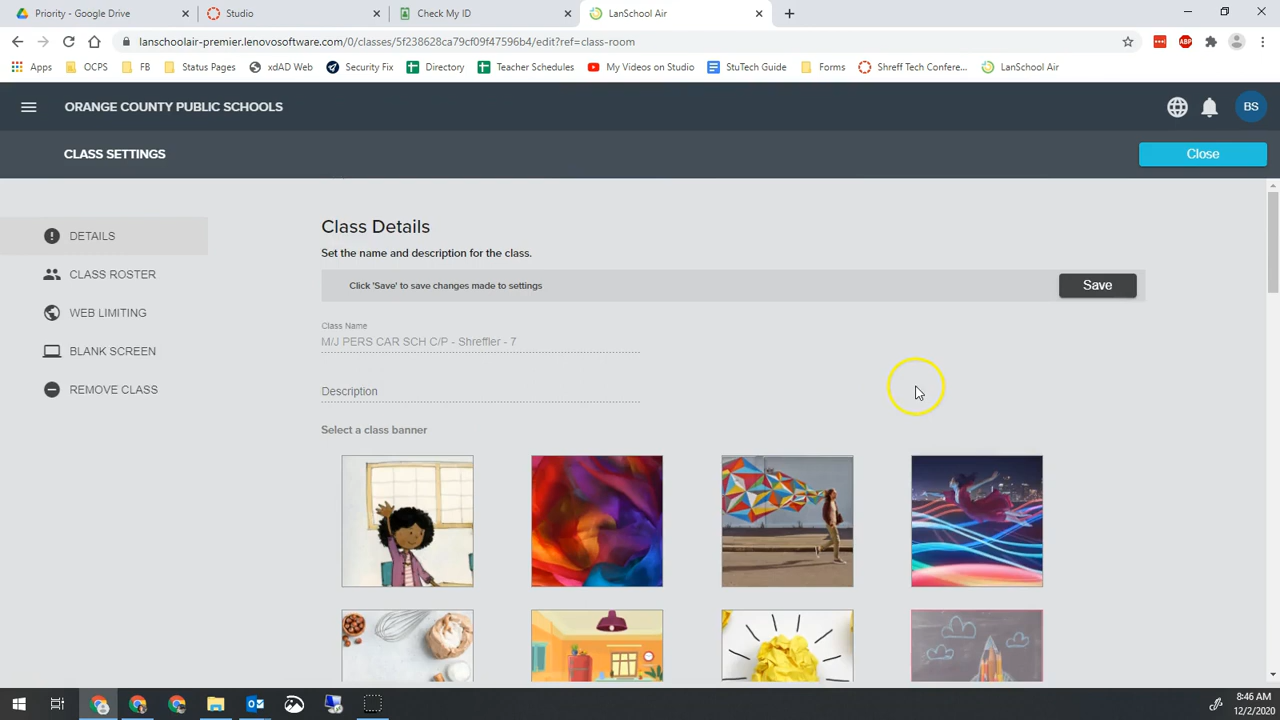 Priority - Google Drive
Studio
Check My ID
LanSchool Air
lanschoolair-premier.lenovosoftware.com/0/classes/5f238628ca79cf09f47596b4/edit?ref=class-room
Apps
OCPS
FB
Status Pages
xdAD Web
Security Fix
Directory
Teacher Schedules
My Videos on Studio
StuTech Guide
Forms
Shreff Tech Confere...
LanSchool Air
ABP
ORANGE COUNTY PUBLIC SCHOOLS
BS
CLASS SETTINGS
Close
DETAILS
CLASS ROSTER
WEB LIMITING
BLANK SCREEN
REMOVE CLASS
Class Details
Set the name and description for the class.
Click 'Save' to save changes made to settings
Save
Class Name
M/J PERS CAR SCH C/P - Shreffler - 7
Description
Select a class banner
8:46 AM
12/2/2020